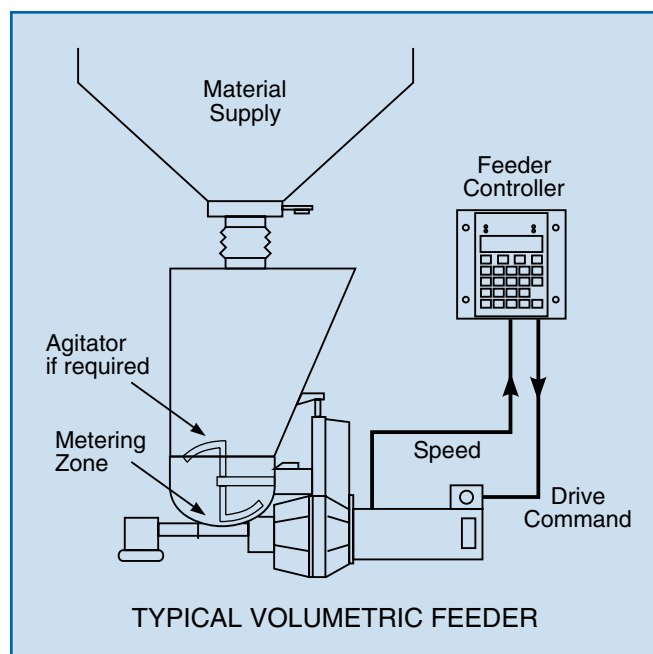 Material
Supply
Feeder
Controller
Agitator
if required
Metering
Zone
Speed
Drive
Command
TYPICAL VOLUMETRIC FEEDER